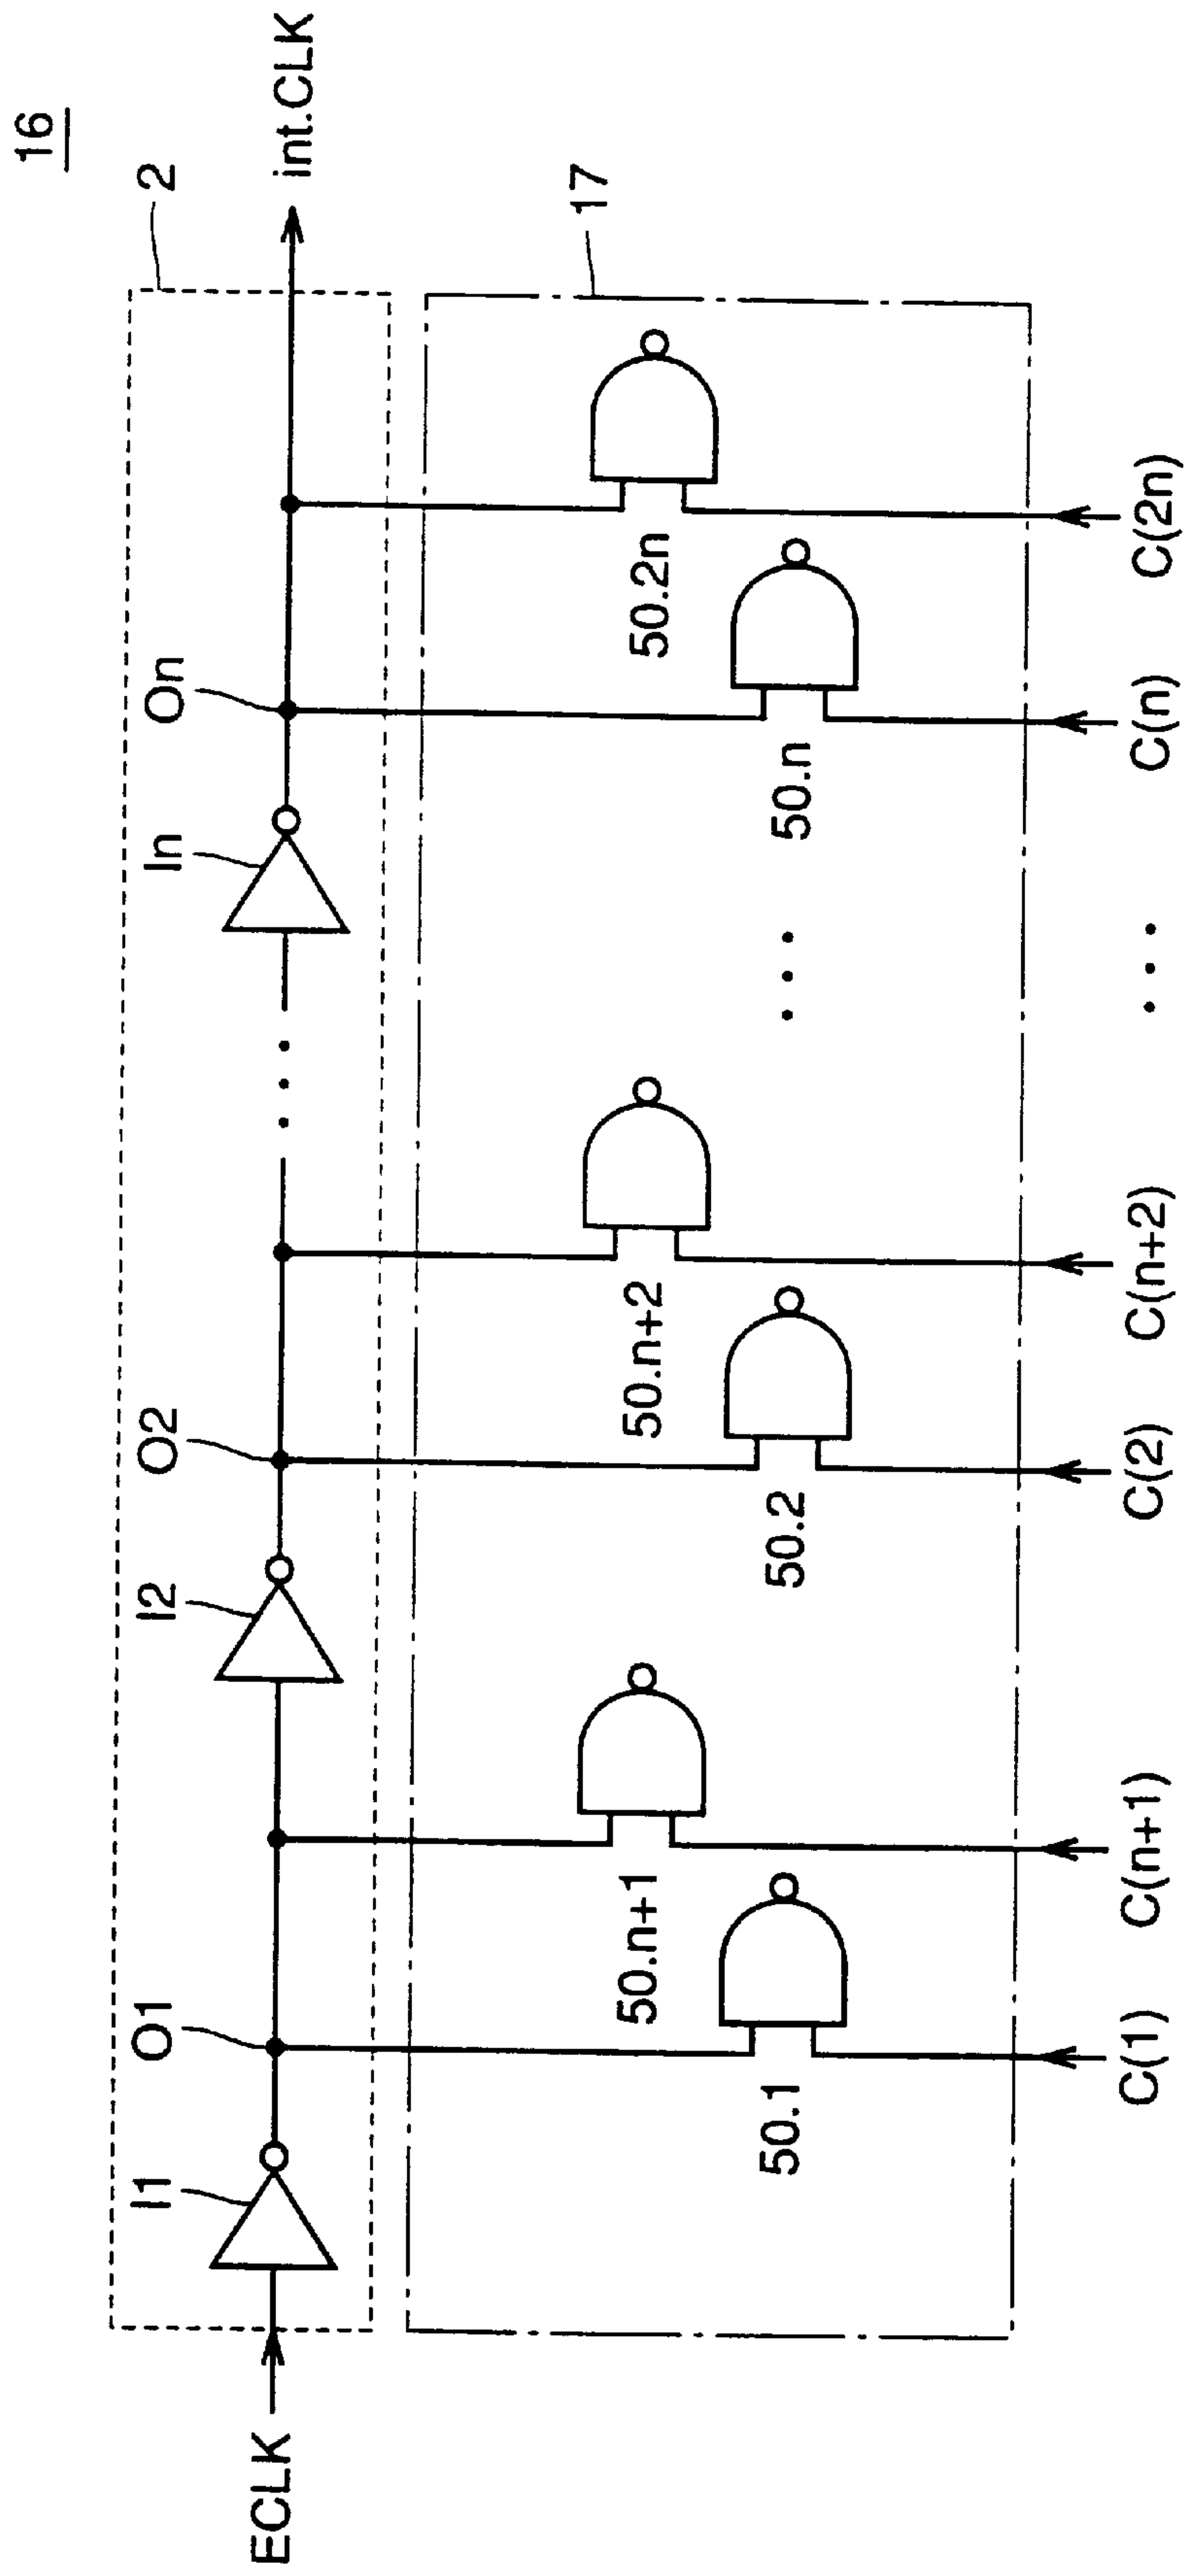 16
2
int.CLK
ECLK
I1
O1
I2
O2
In
On
17
50.n+1
50.n+2
50.2n
50.1
50.2
50.n
C(1)
C(n+1)
C(2)
C(n+2)
C(n)
C(2n)